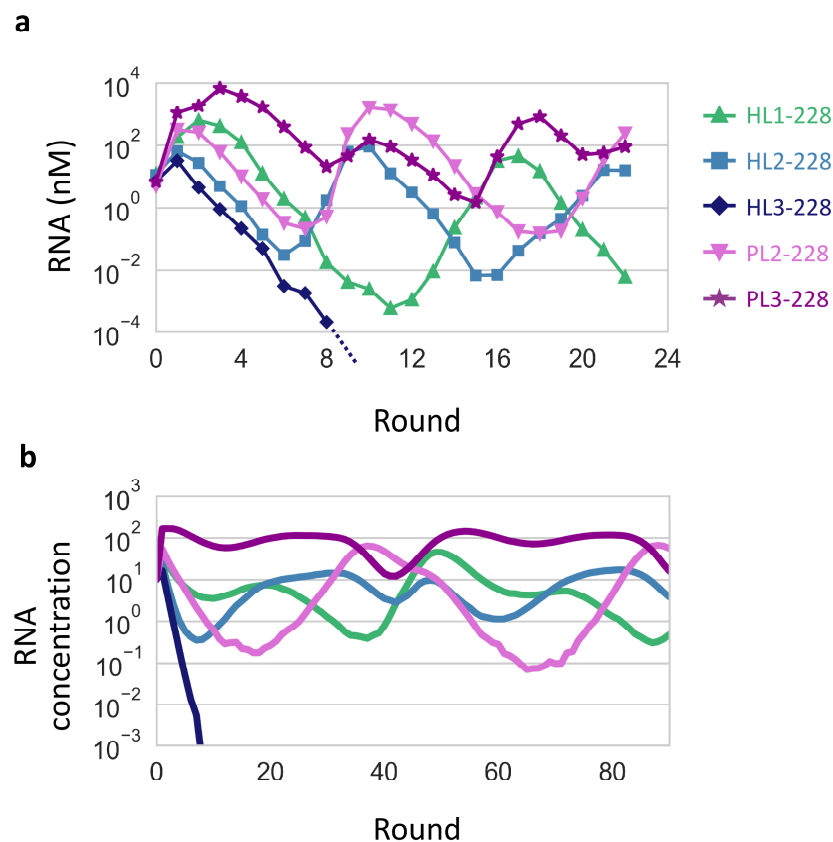 a
10^4
10^2
10^0
10^-2
10^-4
RNA (nM)
0 4 8 12 16 20 24
Round
HL1-228
HL2-228
HL3-228
PL2-228
PL3-228
b
10^3
10^2
10^1
10^0
10^-1
10^-2
10^-3
RNA
concentration
0 20 40 60 80
Round